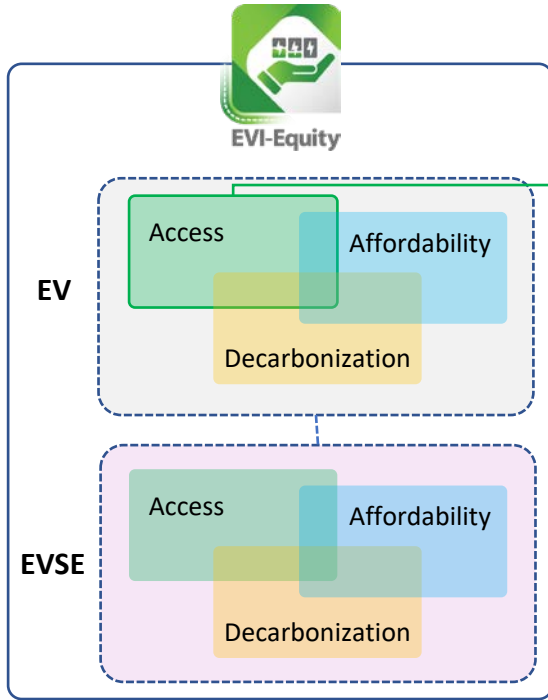 EVI-Equity
Access
Affordability
EV
Decarbonization
Access
Affordability
EVSE
Decarbonization